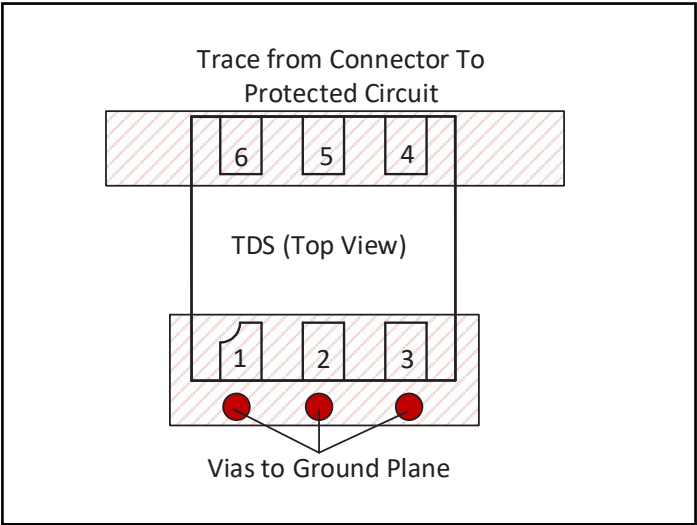 Trace from Connector To
Protected Circuit
6 5 4
TDS (Top View)
1 2 3
Vias to Ground Plane